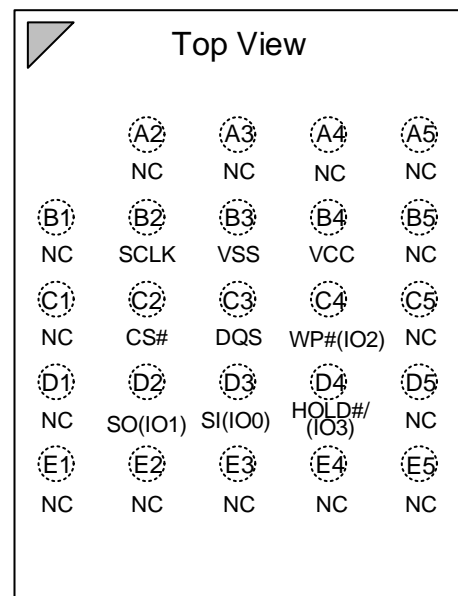 Top View
A2 A3 A4 A5
NC NC NC NC
B1 B2 B3 B4 B5
NC SCLK VSS VCC NC
C1 C2 C3 C4 C5
NC CS# DQS WP#(IO2) NC
D1 D2 D3 D4 D5
NC SO(IO1) SI(IO0) HOLD#/ NC
(IO3)
E1 E2 E3 E4 E5
NC NC NC NC NC